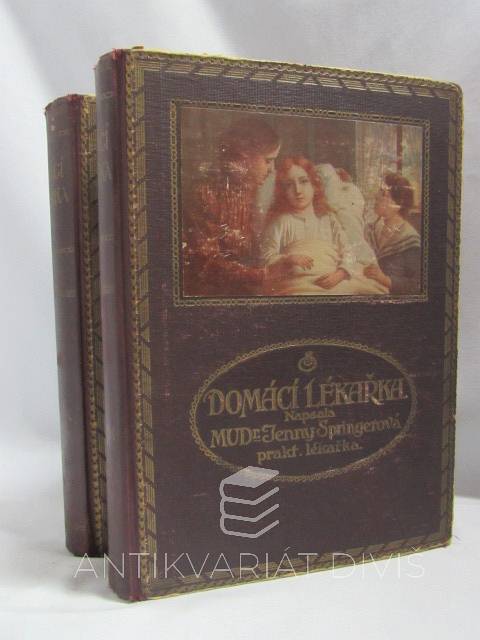 DOMÁCÍ LÉKAŘKA.
Napsala
MUDr. Jenny Springerová
prakt. lékařka.
ANTIKVARIÁT DIVIŠ